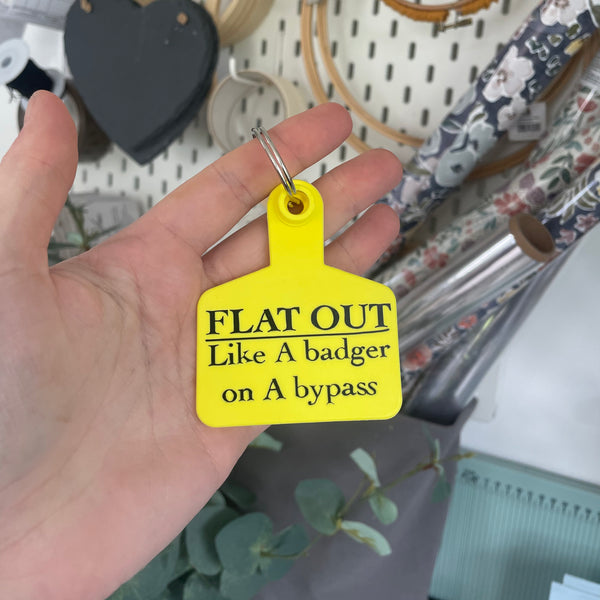 FLAT OUT
Like A badger
on A bypass